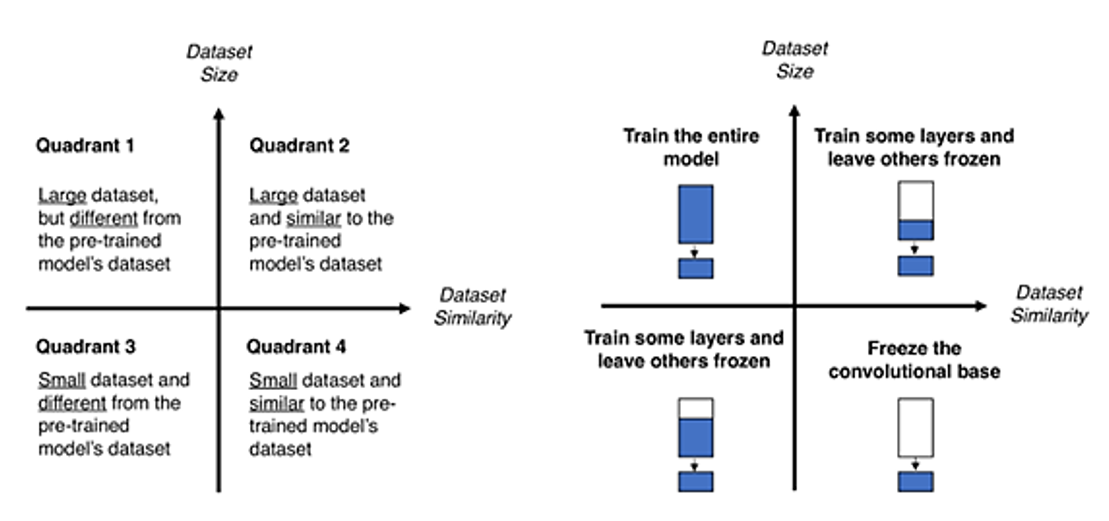 Dataset
Size
Quadrant 1
Large dataset,
but different from
the pre-trained
model's dataset
Quadrant 2
Large dataset
and similar to the
pre-trained
model's dataset
Dataset
Similarity
Quadrant 3
Small dataset and
different from the
pre-trained
model's dataset
Quadrant 4
Small dataset and
similar to the pre-
trained model's
dataset
Dataset
Size
Train the entire
model
Train some layers and
leave others frozen
Dataset
Similarity
Train some layers and
leave others frozen
Freeze the
convolutional base